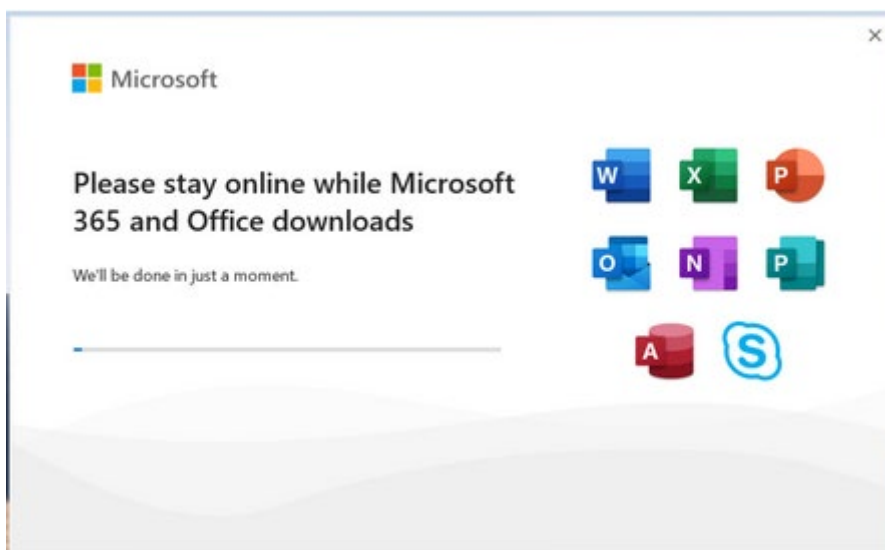 Microsoft
Please stay online while Microsoft
365 and Office downloads
We'll be done in just a moment.
W X P
O N P
A S